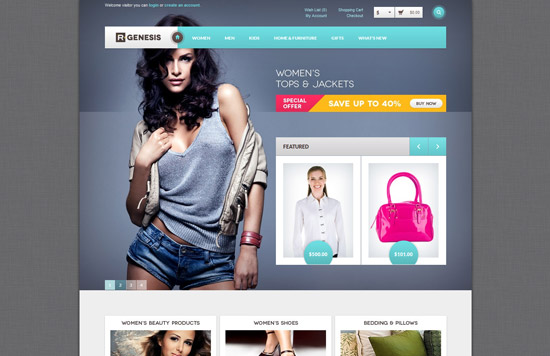 Welcome visitor you can login or create an account.
Wish List (0)
Shopping Cart
My Account
Checkout
$
$0.00
R GENESIS
WOMEN
MEN
KIDS
HOME & FURNITURE
GIFTS
WHAT'S NEW
WOMEN'S
TOPS & JACKETS
SPECIAL
OFFER
SAVE UP TO 40%
BUY NOW
FEATURED
$100.00
$101.00
1 2 3 4
WOMEN'S BEAUTY PRODUCTS
WOMEN'S SHOES
BEDDING & PILLOWS